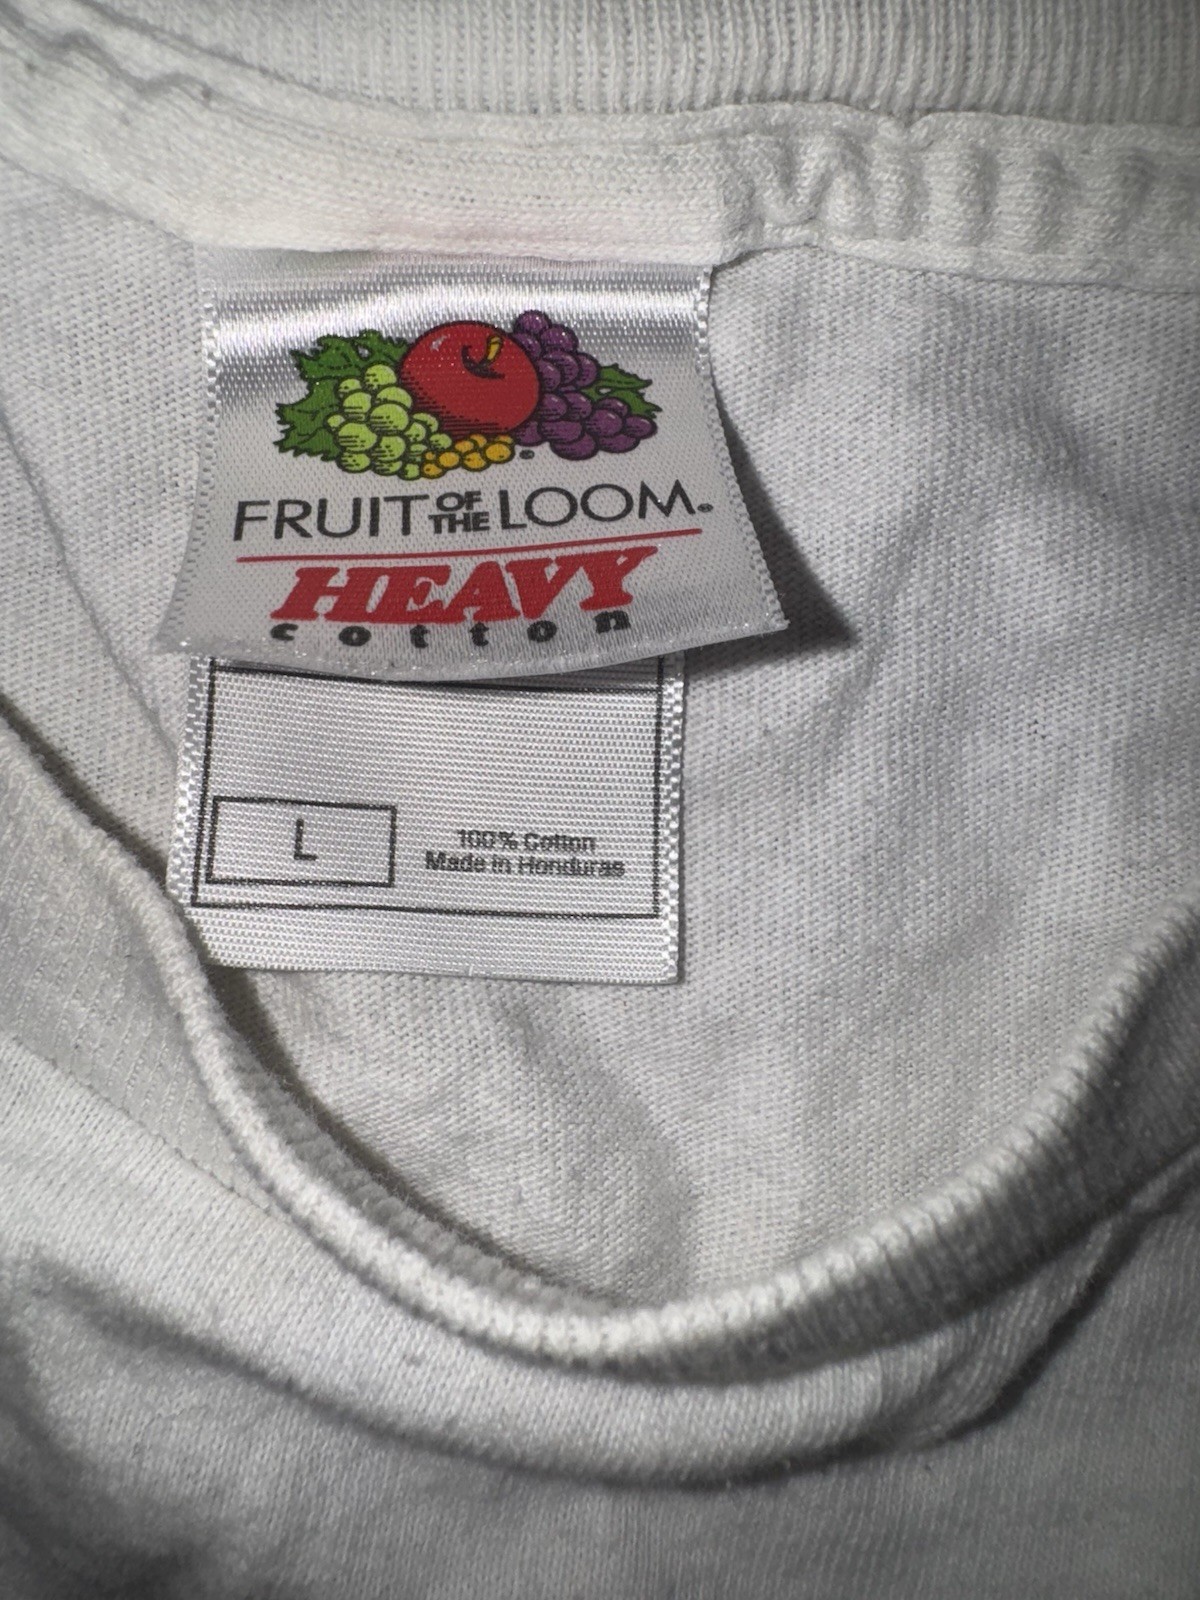 FRUIT OF THE LOOM®
HEAVY
cotton
L
100% Cotton
Made in Honduras